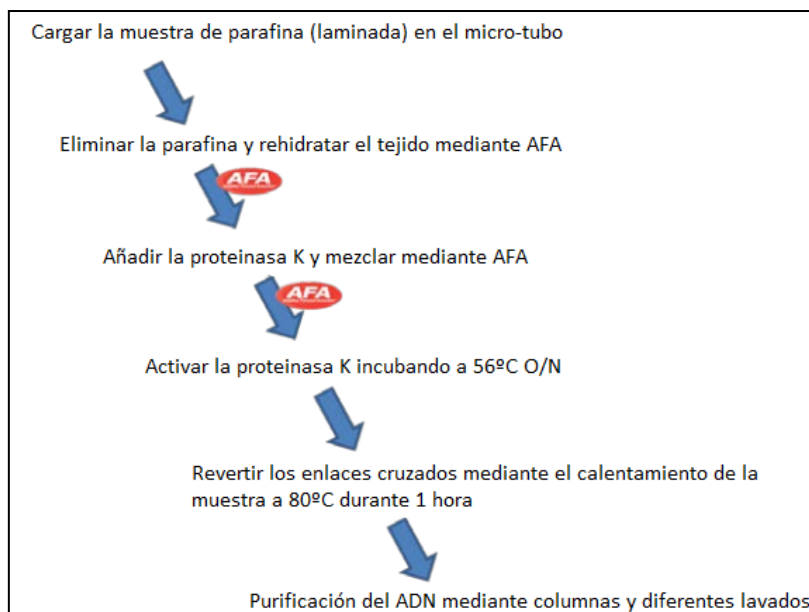 Cargar la muestra de parafina (laminada) en el micro-tubo
Eliminar la parafina y rehidratar el tejido mediante AFA
AFA
Añadir la proteinasa K y mezclar mediante AFA
AFA
Activar la proteinasa K incubando a 56ºC O/N
Revertir los enlaces cruzados mediante el calentamiento de la
muestra a 80ºC durante 1 hora
Purificación del ADN mediante columnas y diferentes lavados